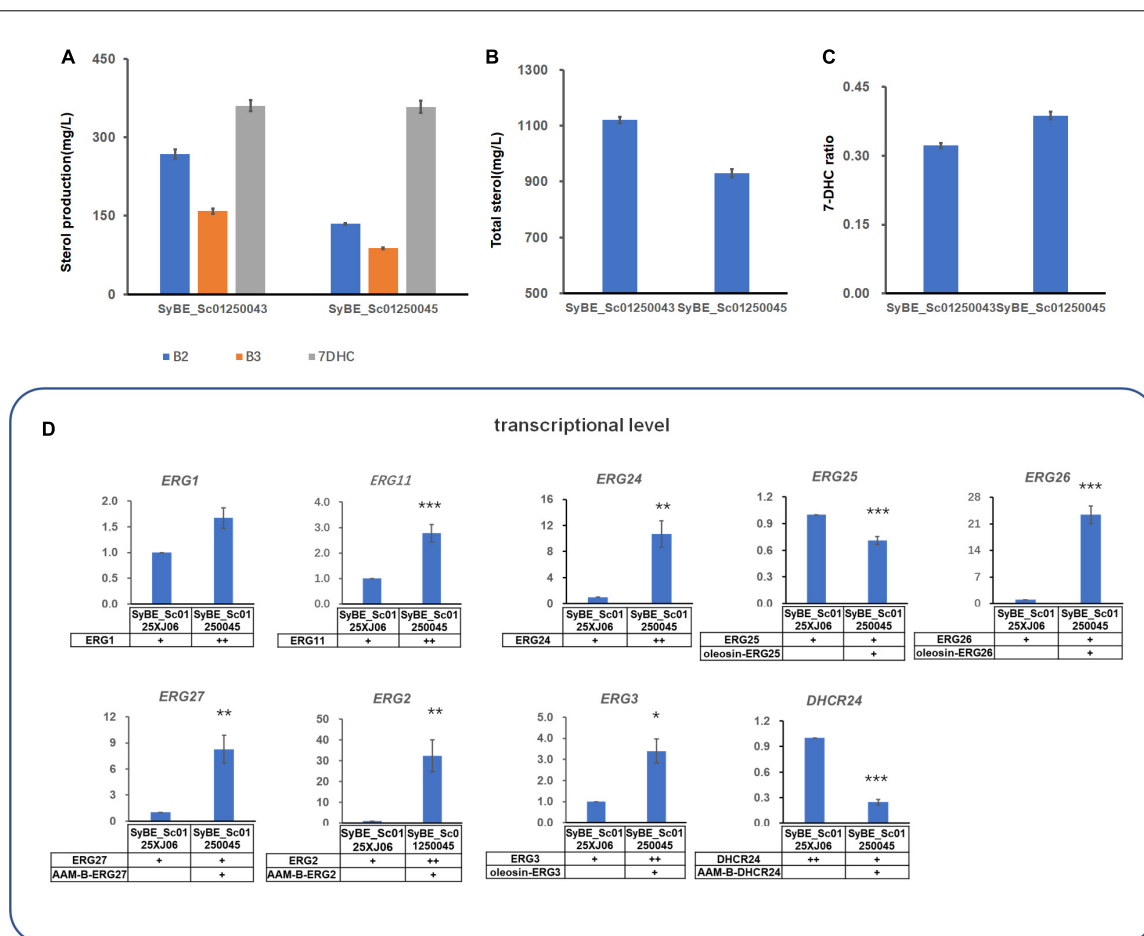 A
Sterol production(mg/L)
450
300
150
0
SyBE_Sc01250043
SyBE_Sc01250045
B2
B3
7DHC
B
Total sterol(mg/L)
1300
1100
900
700
500
SyBE_Sc01250043 SyBE_Sc01250045
C
7-DHC ratio
0.45
0.30
0.15
0.00
SyBE_Sc01250043SyBE_Sc01250045
D
transcriptional level
ERG1
2.0
1.5
1.0
0.5
0.0
SyBE_Sc01 SyBE_Sc01
25XJ06 250045
ERG1 + ++
ERG11
***
4.0
3.0
2.0
1.0
0.0
SyBE_Sc01 SyBE_Sc01
25XJ06 250045
ERG11 + ++
ERG24
**
16
12
8
4
0
SyBE_Sc01 SyBE_Sc01
25XJ06 250045
ERG24 + ++
ERG25
***
1.2
0.9
0.6
0.3
0.0
SyBE_Sc01 SyBE_Sc01
25XJ06 250045
ERG25 + +
oleosin-ERG25 +
ERG26
***
28
21
14
7
0
SyBE_Sc01 SyBE_Sc01
25XJ06 250045
ERG26 + +
oleosin-ERG26 +
ERG27
**
12
9
6
3
0
SyBE_Sc01 SyBE_Sc01
25XJ06 250045
ERG27 + +
AAM-B-ERG27 +
ERG2
**
50
40
30
20
10
0
SyBE_Sc01 SyBE_Sc0
25XJ06 1250045
ERG2 + ++
AAM-B-ERG2 +
ERG3
*
5.0
4.0
3.0
2.0
1.0
0.0
SyBE_Sc01 SyBE_Sc01
25XJ06 250045
ERG3 + ++
oleosin-ERG3 +
DHCR24
***
1.2
0.9
0.6
0.3
0.0
SyBE_Sc01 SyBE_Sc01
25XJ06 250045
DHCR24 ++ +
AAM-B-DHCR24 +